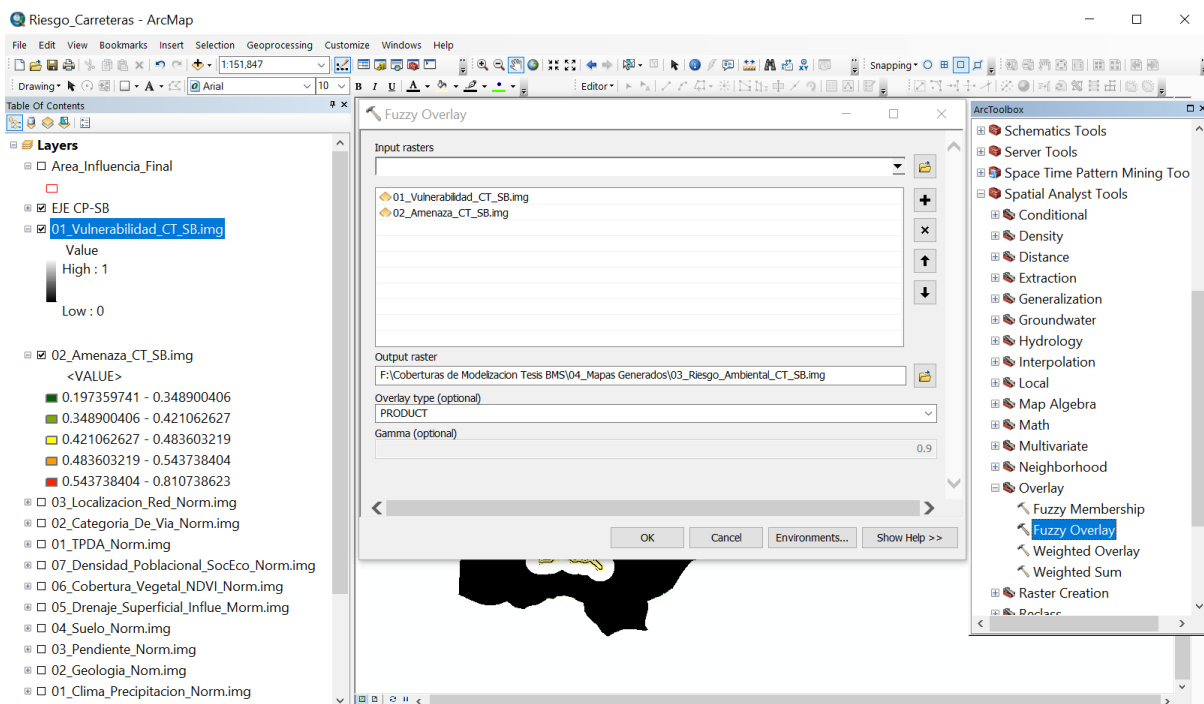 Riesgo_Carreteras - ArcMap
File Edit View Bookmarks Insert Selection Geoprocessing Customize Windows Help
1:151,847
Snapping
Drawing
Arial
10
B I U A
Editor
Table Of Contents
Layers
Area_Influencia_Final
EJE CP-SB
01_Vulnerabilidad_CT_SB.img
Value
High : 1
Low : 0
02_Amenaza_CT_SB.img
<VALUE>
0.197359741 - 0.348900406
0.348900406 - 0.421062627
0.421062627 - 0.483603219
0.483603219 - 0.543738404
0.543738404 - 0.810738623
03_Localizacion_Red_Norm.img
02_Categoria_De_Via_Norm.img
01_TPDA_Norm.img
07_Densidad_Poblacional_SocEco_Norm.img
06_Cobertura_Vegetal_NDVI_Norm.img
05_Drenaje_Superficial_Influe_Morm.img
04_Suelo_Norm.img
03_Pendiente_Norm.img
02_Geologia_Nom.img
01_Clima_Precipitacion_Norm.img
Fuzzy Overlay
Input rasters
01_Vulnerabilidad_CT_SB.img
02_Amenaza_CT_SB.img
Output raster
F:\Coberturas de Modelizacion Tesis BMS\04_Mapas Generados\03_Riesgo_Ambiental_CT_SB.img
Overlay type (optional)
PRODUCT
Gamma (optional)
0.9
OK Cancel Environments... Show Help >>
ArcToolbox
Schematics Tools
Server Tools
Space Time Pattern Mining Too
Spatial Analyst Tools
Conditional
Density
Distance
Extraction
Generalization
Groundwater
Hydrology
Interpolation
Local
Map Algebra
Math
Multivariate
Neighborhood
Overlay
Fuzzy Membership
Fuzzy Overlay
Weighted Overlay
Weighted Sum
Raster Creation
Reclass